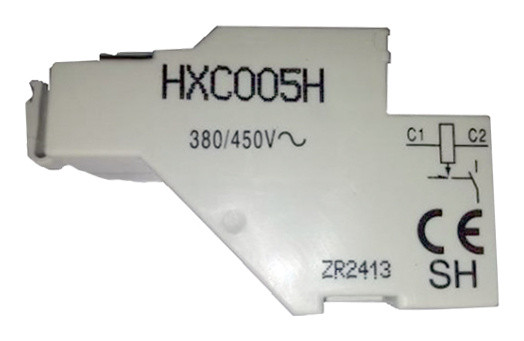 HXC005H
380/450V~
C1 C2
I
CE
ZR2413
SH